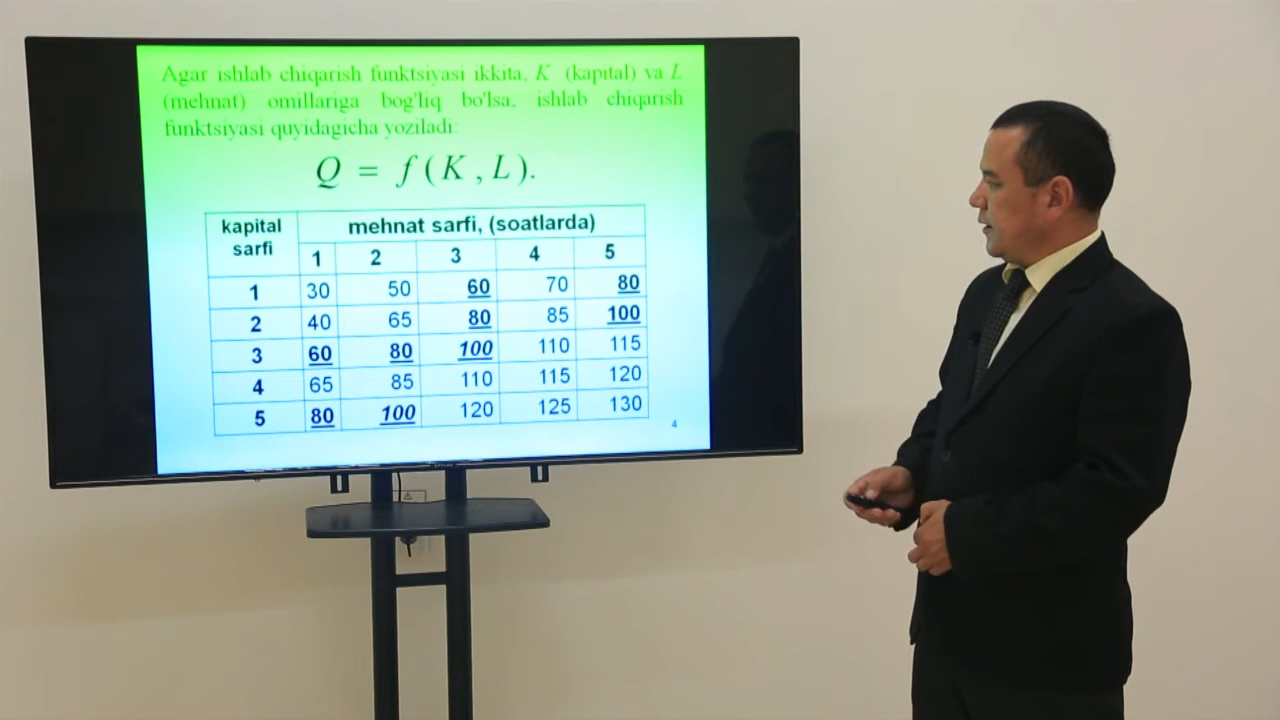 Agar ishlab chiqarish funktsiyasi ikkita, K (kapital) va L
(mehnat) omillariga bog'liq bo'lsa, ishlab chiqarish
funktsiyasi quyidagicha yoziladi:
Q = f ( K , L ).
kapital sarfi mehnat sarfi, (soatlarda)
1 2 3 4 5
1 30 50 60 70 80
2 40 65 80 85 100
3 60 80 100 110 115
4 65 85 110 115 120
5 80 100 120 125 130
4